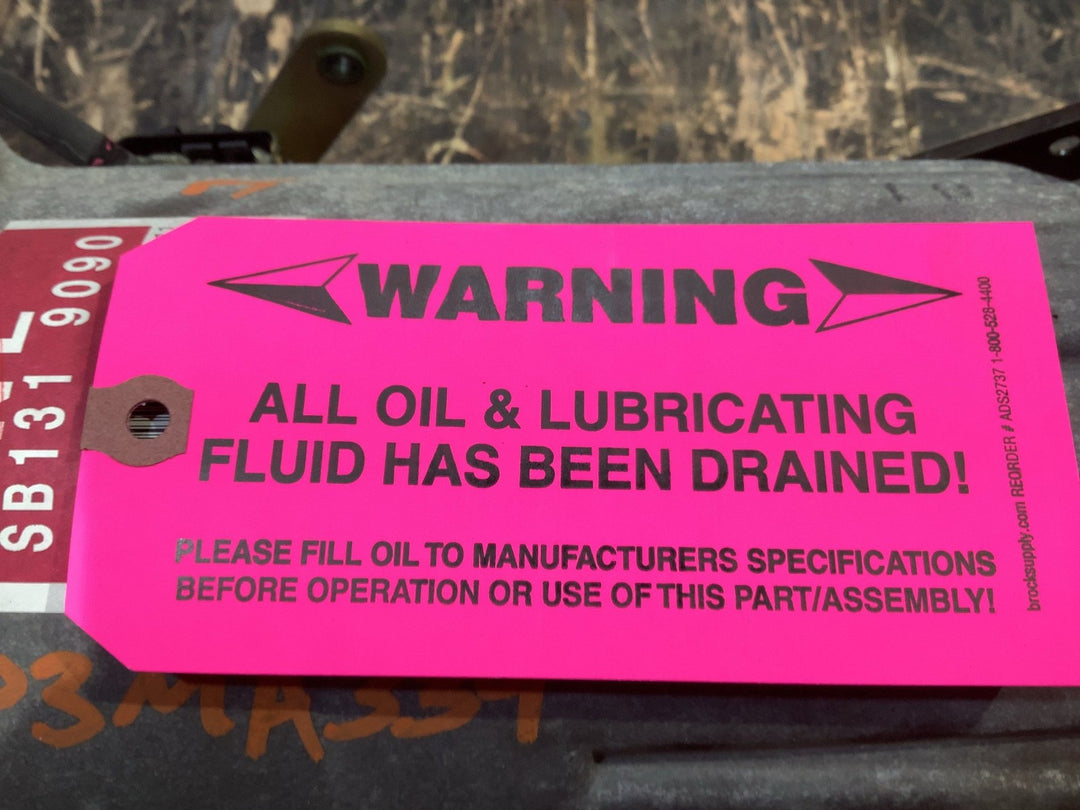 WARNING
ALL OIL & LUBRICATING
FLUID HAS BEEN DRAINED!
PLEASE FILL OIL TO MANUFACTURERS SPECIFICATIONS
BEFORE OPERATION OR USE OF THIS PART/ASSEMBLY!
brocksupply.com REORDER # ADS2737 1-800-528-4400
SB131 9090